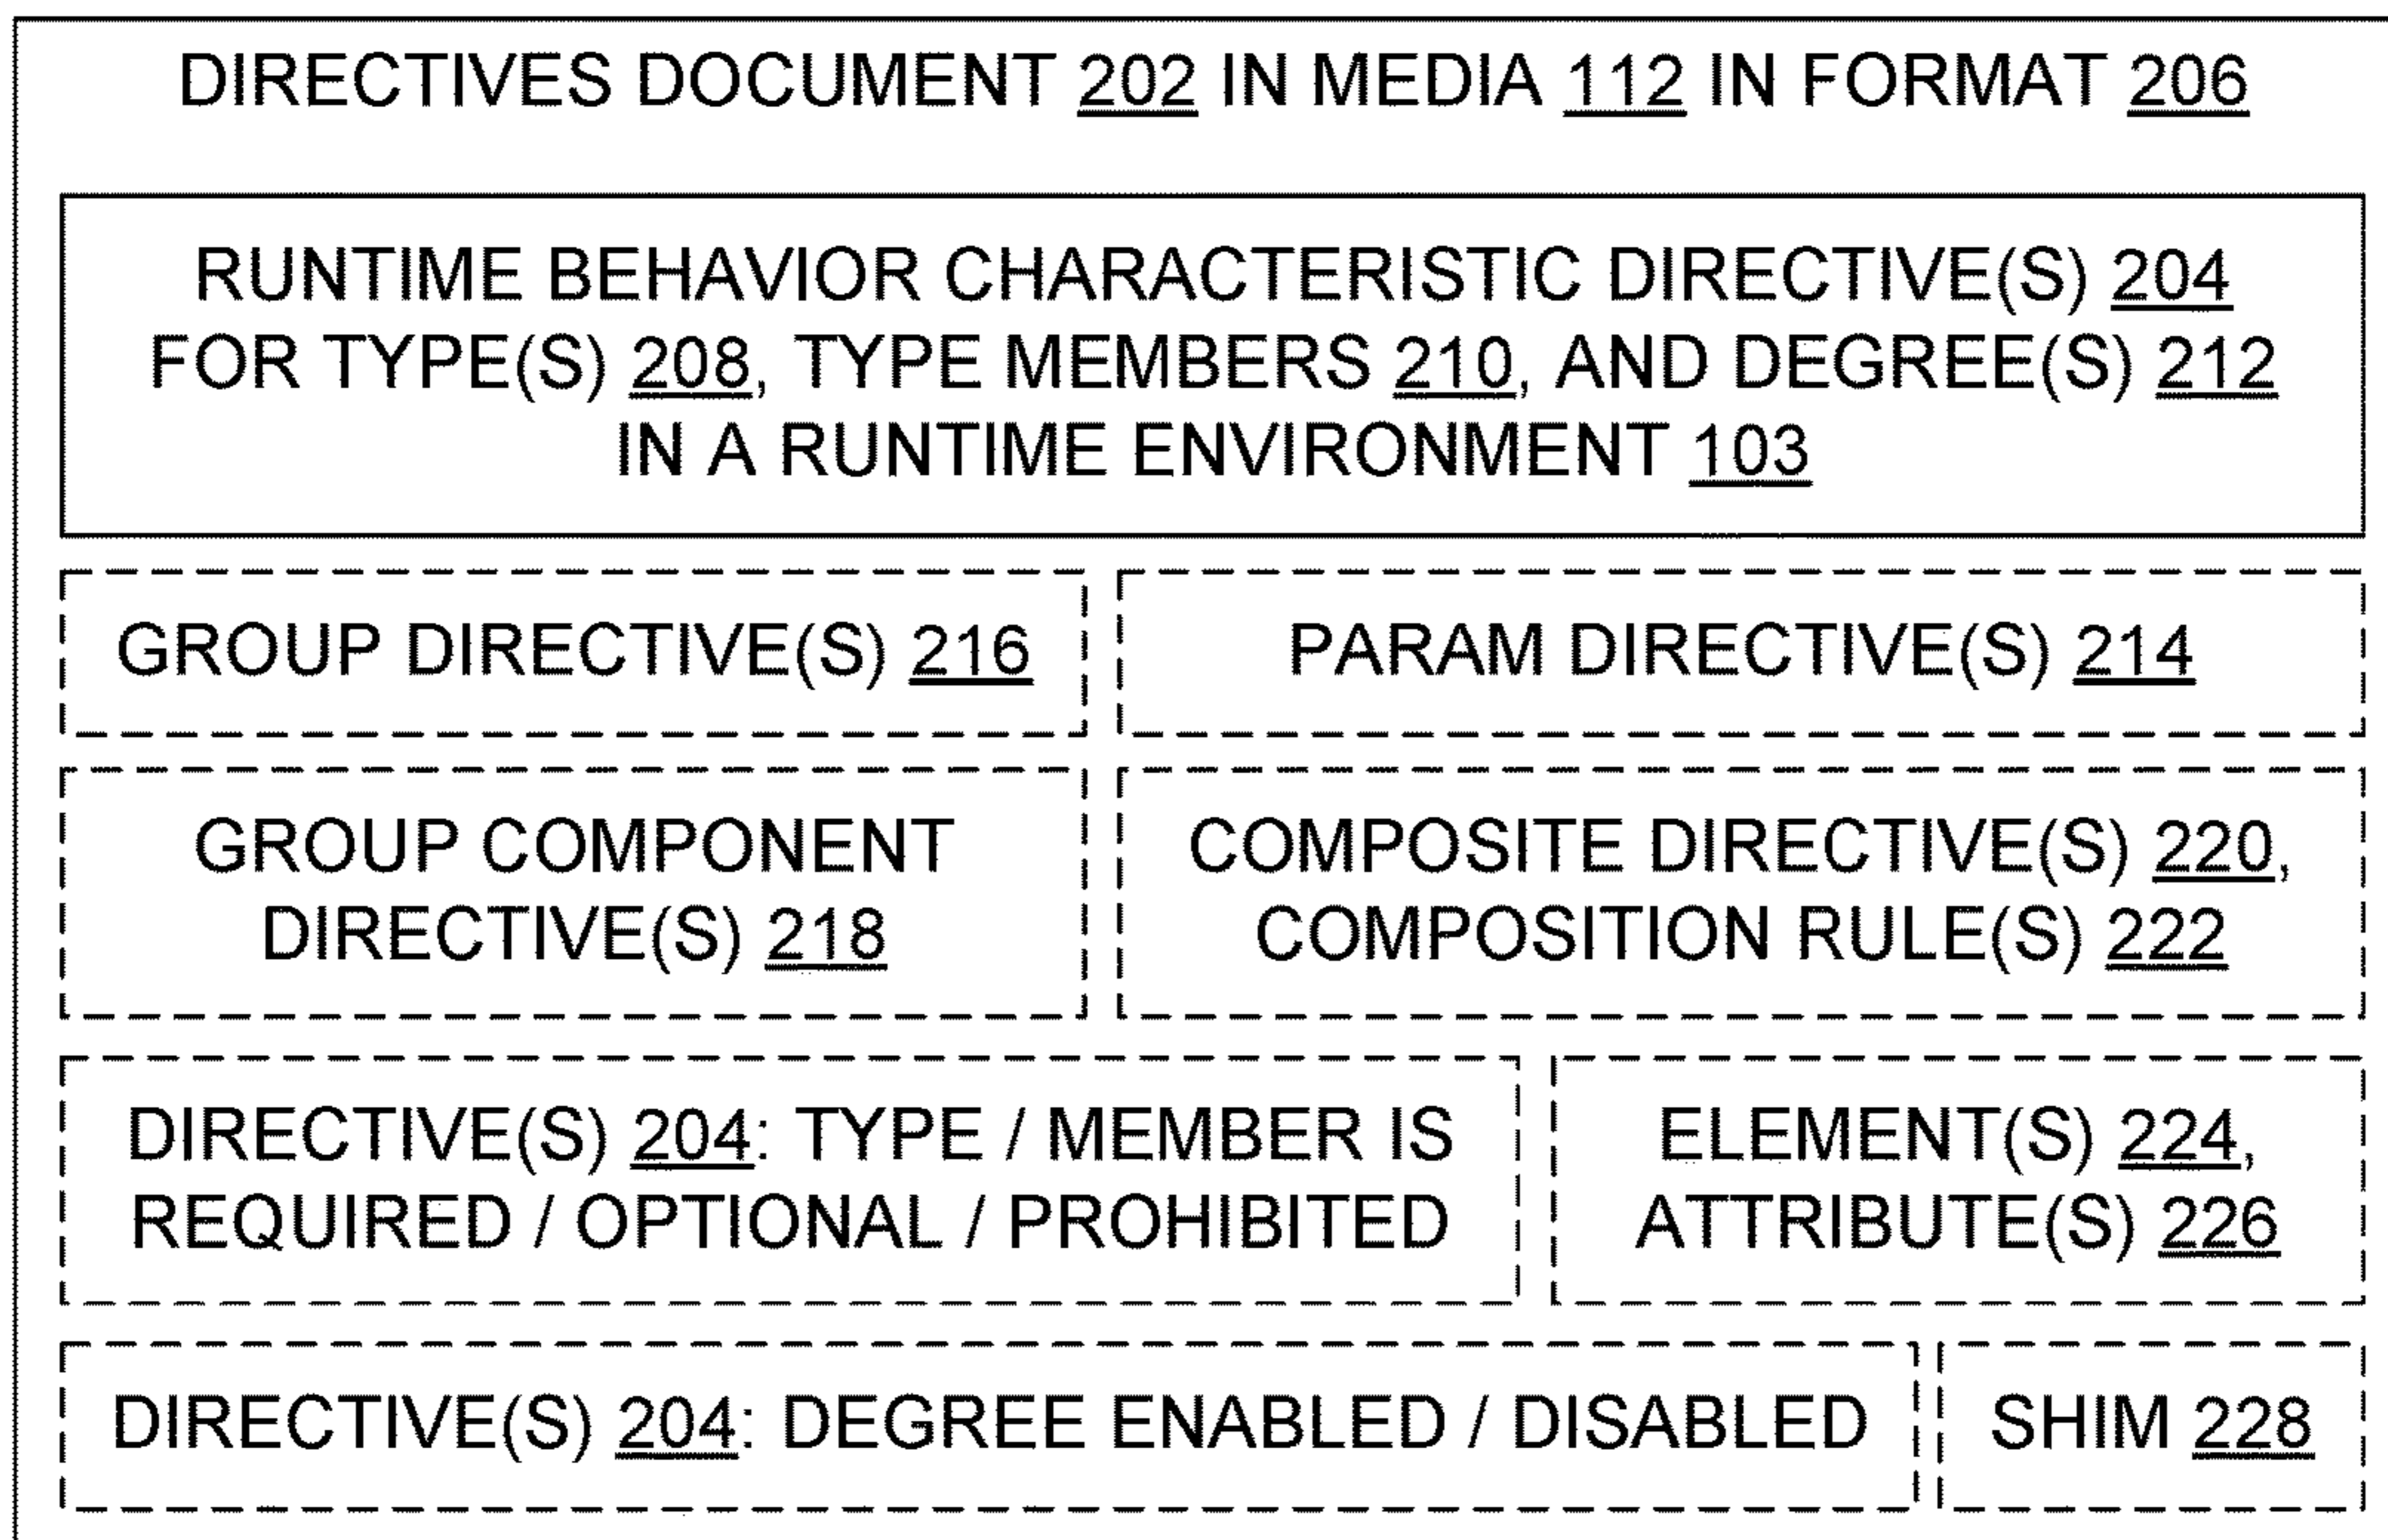 DIRECTIVES DOCUMENT 202 IN MEDIA 112 IN FORMAT 206
RUNTIME BEHAVIOR CHARACTERISTIC DIRECTIVE(S) 204
FOR TYPE(S) 208, TYPE MEMBERS 210, AND DEGREE(S) 212
IN A RUNTIME ENVIRONMENT 103
GROUP DIRECTIVE(S) 216
PARAM DIRECTIVE(S) 214
GROUP COMPONENT
DIRECTIVE(S) 218
COMPOSITE DIRECTIVE(S) 220,
COMPOSITION RULE(S) 222
DIRECTIVE(S) 204: TYPE / MEMBER IS
REQUIRED / OPTIONAL / PROHIBITED
ELEMENT(S) 224,
ATTRIBUTE(S) 226
DIRECTIVE(S) 204: DEGREE ENABLED / DISABLED
SHIM 228